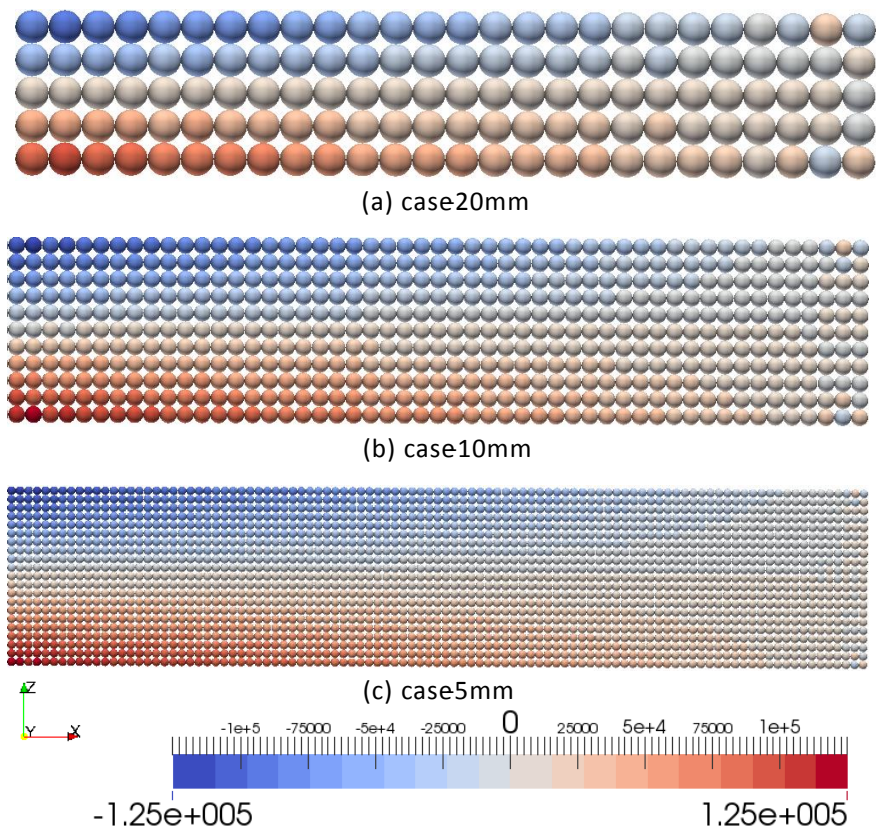 (a) case20mm
(b) case10mm
(c) case5mm
Z
Y X
-1e+5 -75000 -5e+4 -25000 0 25000 5e+4 75000 1e+5
-1.25e+005 1.25e+005